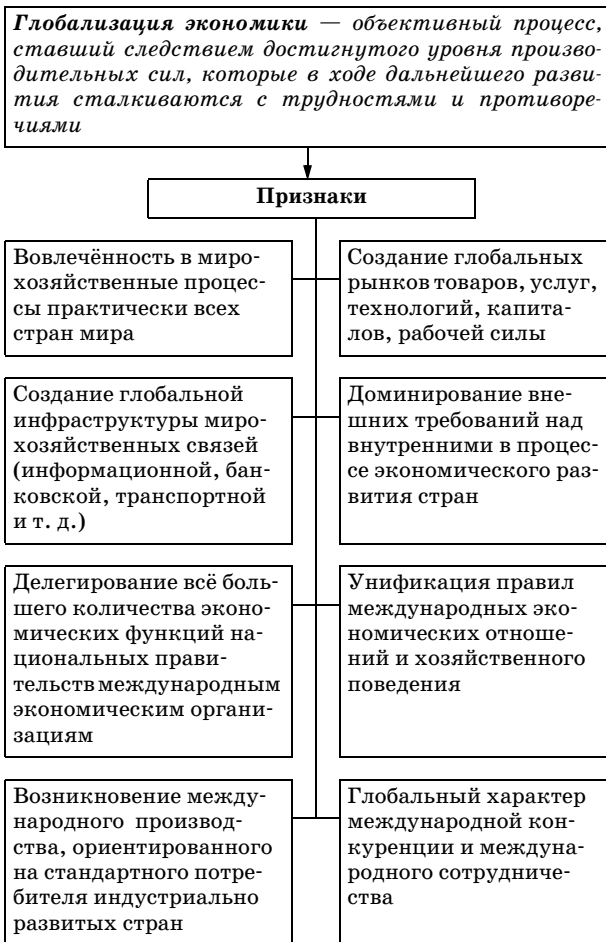 Глобализация экономики — объективный процесс,
ставший следствием достигнутого уровня произво-
дительных сил, которые в ходе дальнейшего разви-
тия сталкиваются с трудностями и противоре-
чиями
Признаки
Вовлечённость в миро-
хозяйственные процес-
сы практически всех
стран мира
Создание глобальных
рынков товаров, услуг,
технологий, капита-
лов, рабочей силы
Создание глобальной
инфраструктуры миро-
хозяйственных связей
(информационной, бан-
ковской, транспортной
и т. д.)
Доминирование вне-
шних требований над
внутренними в процес-
се экономического раз-
вития стран
Делегирование всё боль-
шего количества эконо-
мических функций на-
циональных прави-
тельств международным
экономическим органи-
зациям
Унификация правил
международных эко-
номических отноше-
ний и хозяйственного
поведения
Возникновение между-
народного производ-
ства, ориентированного
на стандартного потре-
бителя индустриально
развитых стран
Глобальный характер
международной кон-
куренции и междуна-
родного сотрудниче-
ства